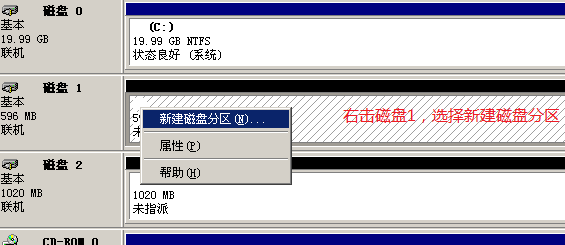 磁盘 0
基本
19.99 GB
联机
(C:)
19.99 GB NTFS
状态良好 (系统)
磁盘 1
基本
596 MB
联机
右击磁盘1，选择新建磁盘分区
新建磁盘分区(N)...
属性(P)
帮助(H)
磁盘 2
基本
1020 MB
联机
1020 MB
未指派
CD-ROM 0